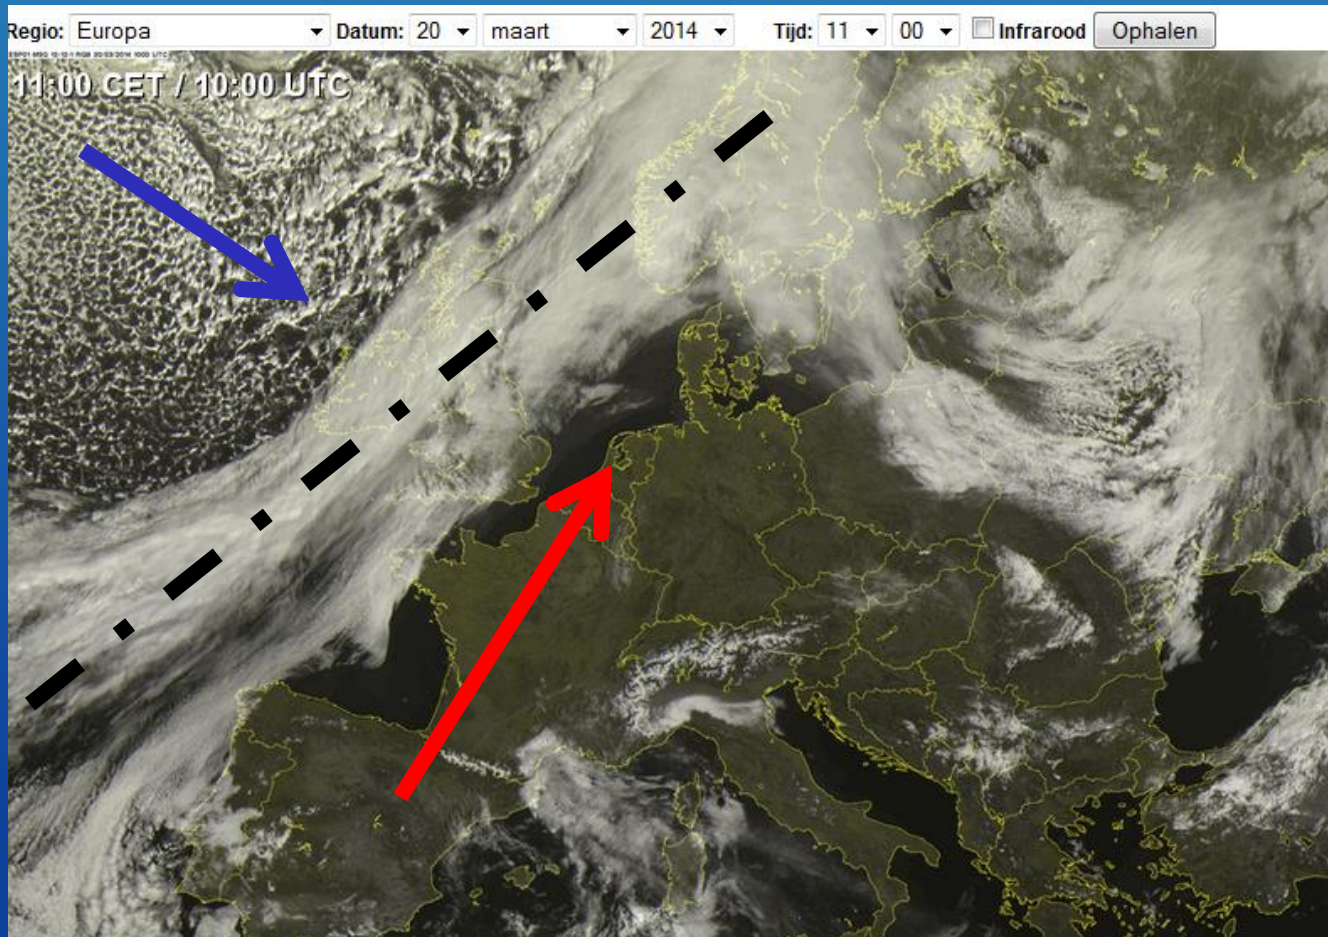 Regio: Europa Datum: 20 maart 2014 Tijd: 11 00 Infrarood Ophalen
11:00 CET / 10:00 UTC